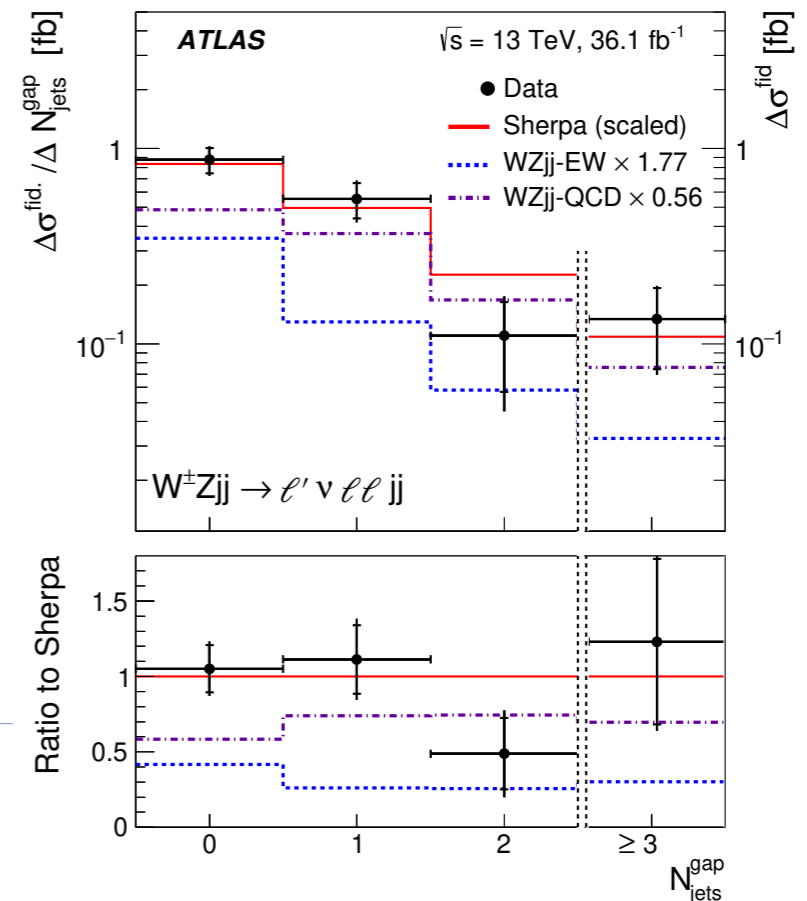 ATLAS
√s = 13 TeV, 36.1 fb⁻¹
Data
Sherpa (scaled)
WZjj-EW × 1.77
WZjj-QCD × 0.56
Δσ^fid. /Δ N_jets^gap [fb]
Δσ^fid [fb]
1
10⁻¹
1
10⁻¹
W±Zjj → ℓ′ ν ℓℓ jj
Ratio to Sherpa
1.5
1
0.5
0
0
1
2
≥ 3
N_jets^gap